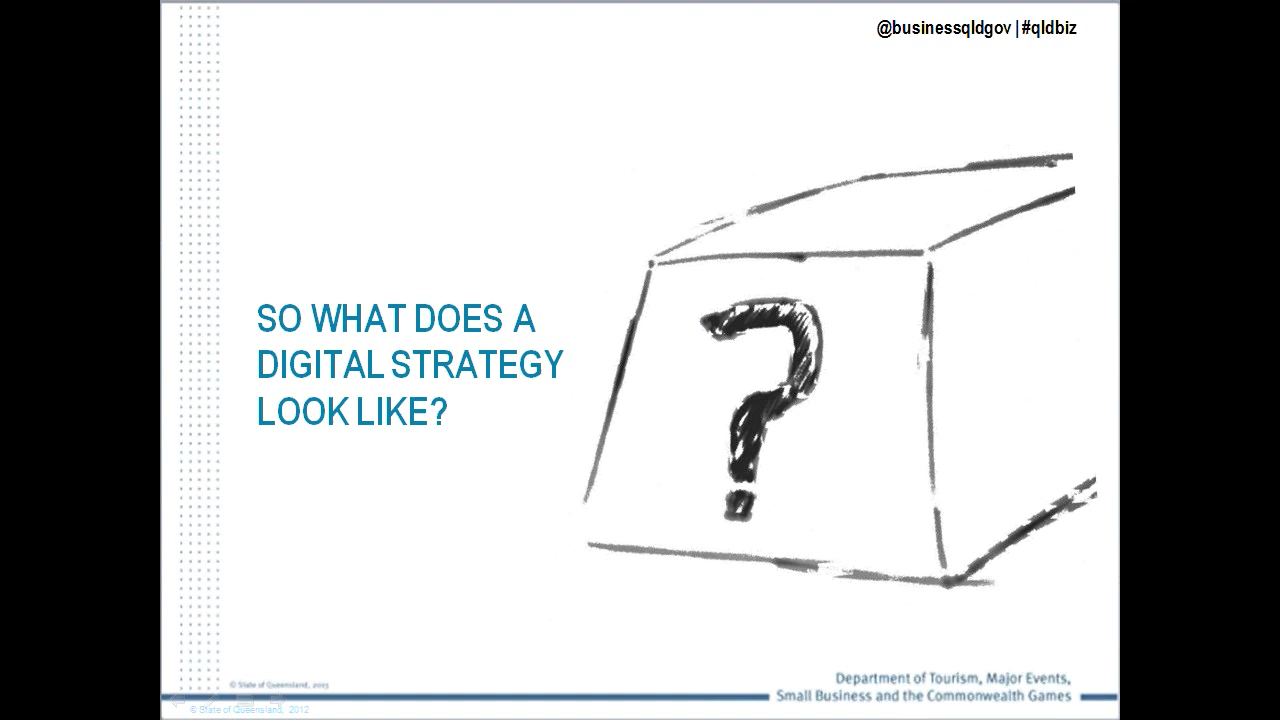 @businessqldgov | #qldbiz
SO WHAT DOES A
DIGITAL STRATEGY
LOOK LIKE?
?
© State of Queensland, 2013
Department of Tourism, Major Events,
Small Business and the Commonwealth Games
© State of Queensland, 2012